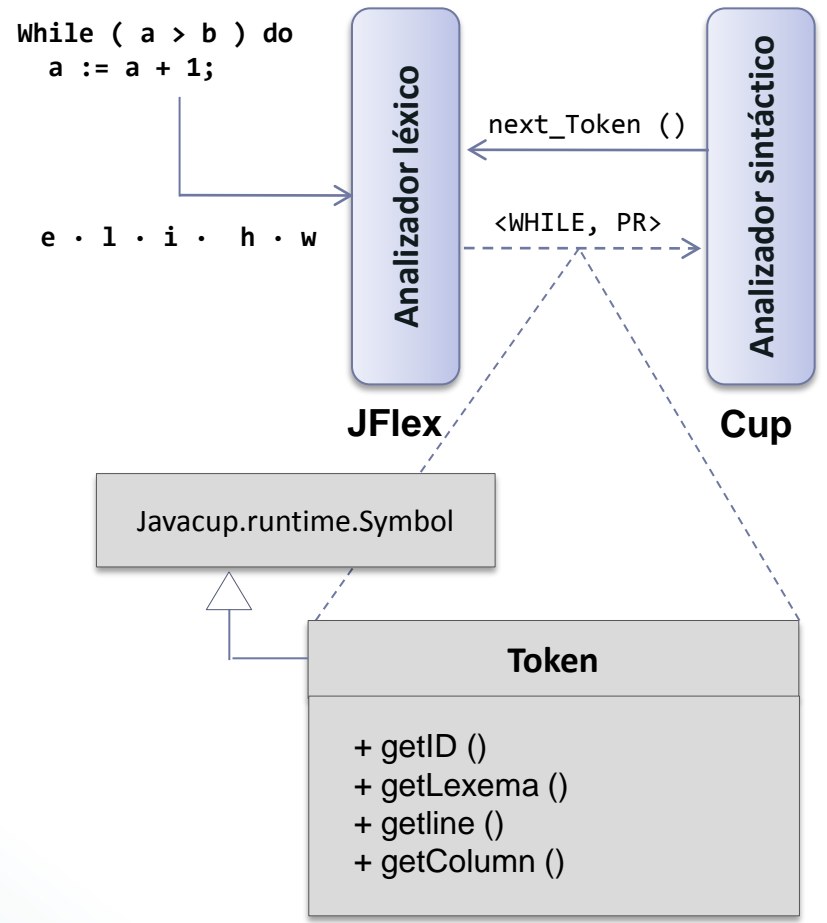 While ( a > b ) do
a := a + 1;
e · l · i · h · w
Analizador léxico
next_Token ()
<WHILE, PR>
Analizador sintáctico
JFlex
Cup
Javacup.runtime.Symbol
Token
+ getID ()
+ getLexema ()
+ getline ()
+ getColumn ()